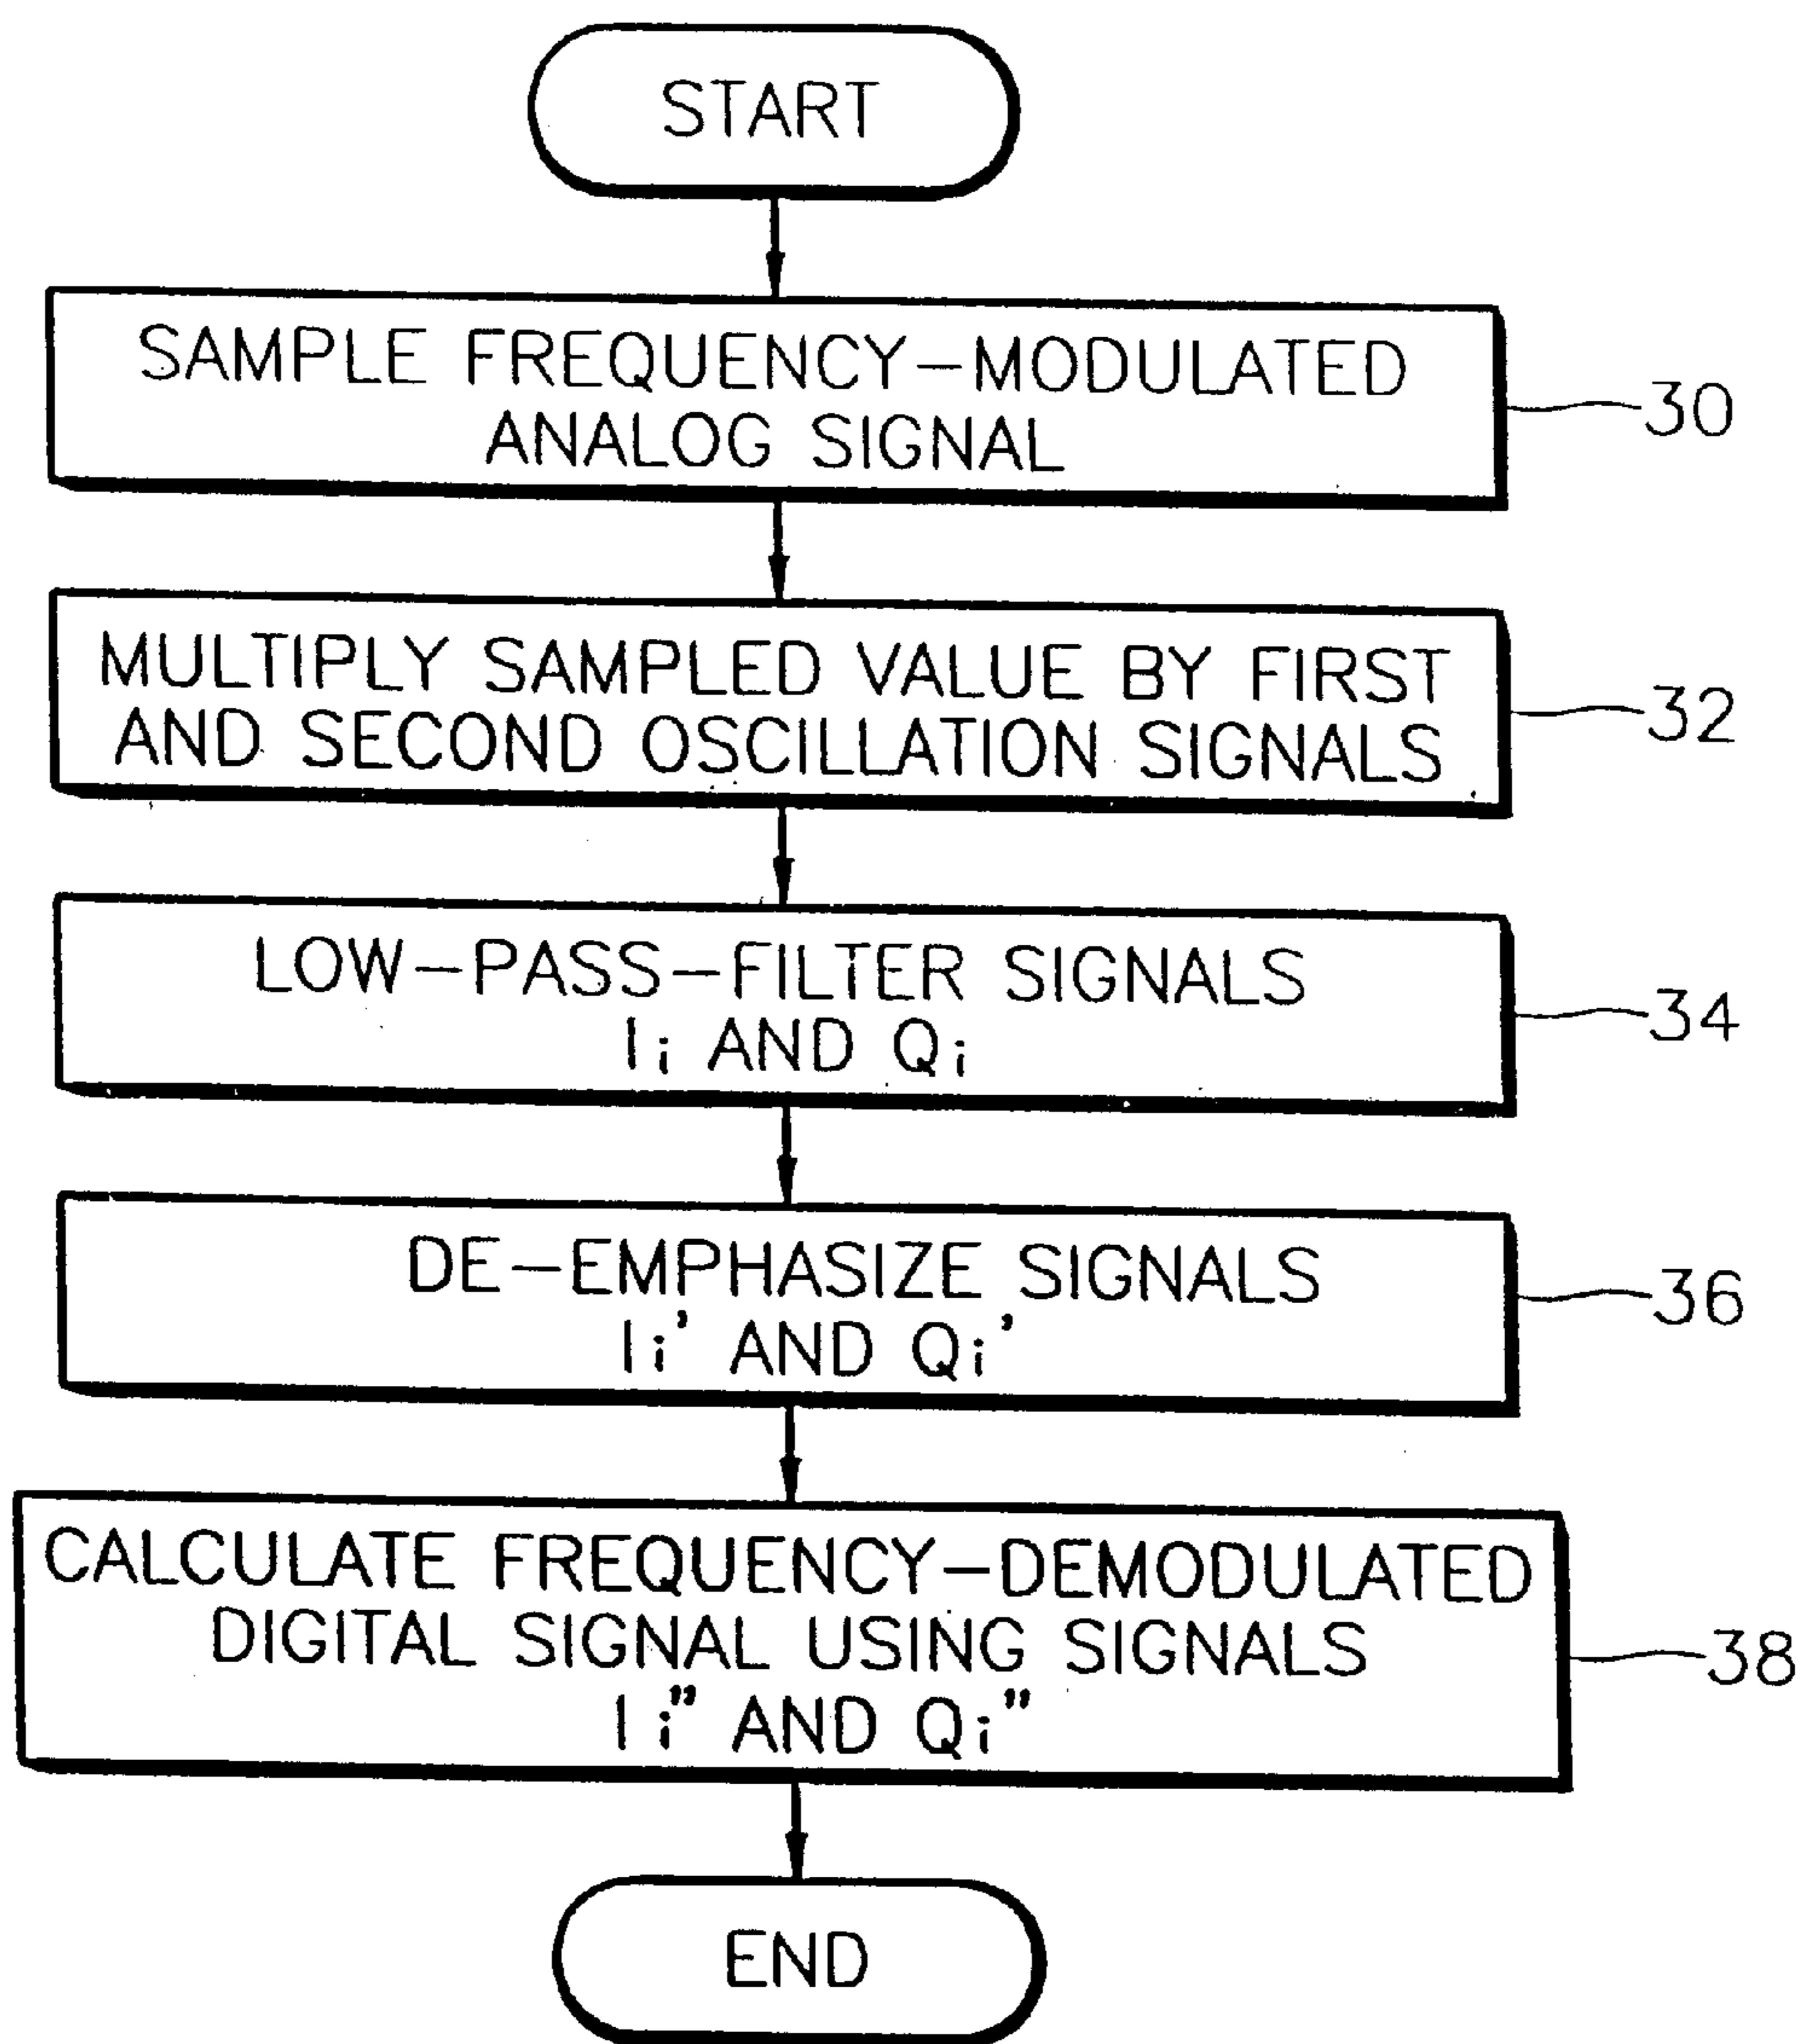 START
SAMPLE FREQUENCY-MODULATED
ANALOG SIGNAL
30
MULTIPLY SAMPLED VALUE BY FIRST
AND SECOND OSCILLATION SIGNALS
32
LOW-PASS-FILTER SIGNALS
Ii AND Qi
34
DE-EMPHASIZE SIGNALS
Ii' AND Qi'
36
CALCULATE FREQUENCY-DEMODULATED
DIGITAL SIGNAL USING SIGNALS
Ii" AND Qi"
38
END